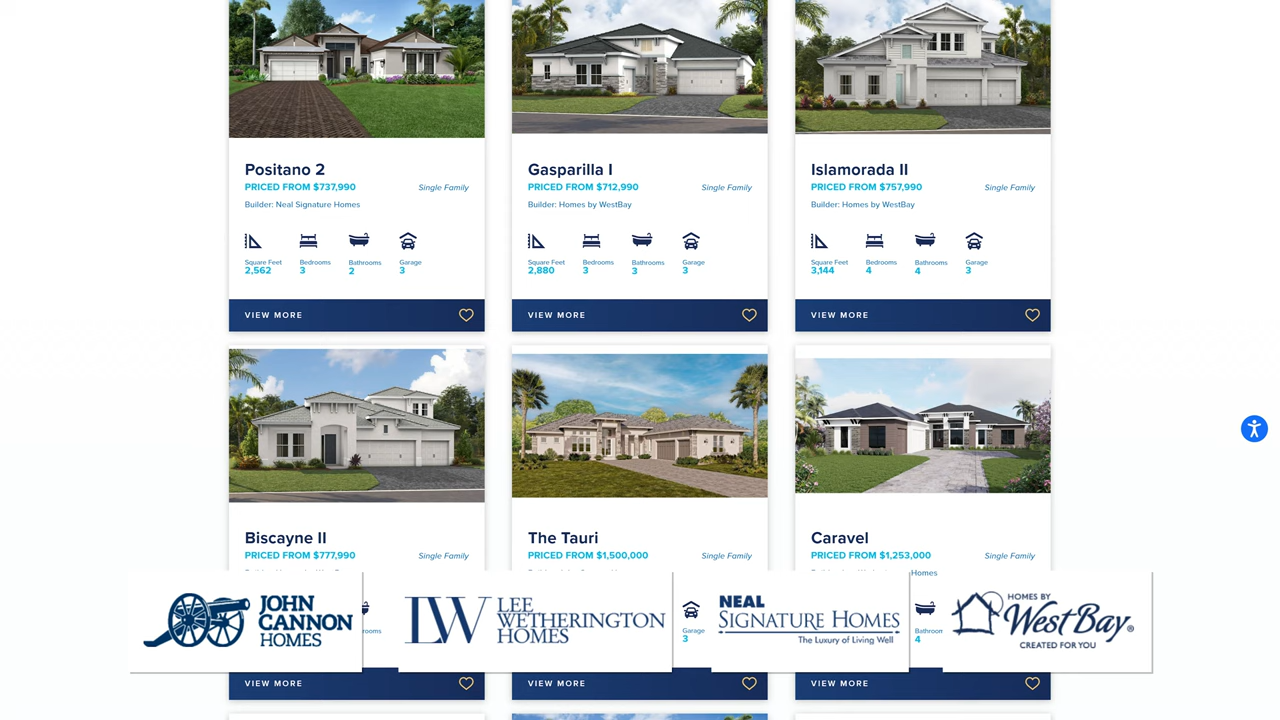 Positano 2
PRICED FROM $737,990
Single Family
Builder: Neal Signature Homes
Square Feet
2,562
Bedrooms
3
Bathrooms
2
Garage
3
VIEW MORE
Gasparilla I
PRICED FROM $712,990
Single Family
Builder: Homes by WestBay
Square Feet
2,880
Bedrooms
3
Bathrooms
3
Garage
3
VIEW MORE
Islamorada II
PRICED FROM $757,990
Single Family
Builder: Homes by WestBay
Square Feet
3,144
Bedrooms
4
Bathrooms
4
Garage
3
VIEW MORE
Biscayne II
PRICED FROM $777,990
Single Family
The Tauri
PRICED FROM $1,500,000
Single Family
Garage
3
Caravel
PRICED FROM $1,253,000
Single Family
Homes
4
JOHN
CANNON
HOMES
LW LEE
WETHERINGTON
HOMES
NEAL
SIGNATURE HOMES
The Luxury of Living Well
HOMES BY
WestBay®
CREATED FOR YOU
VIEW MORE
VIEW MORE
VIEW MORE